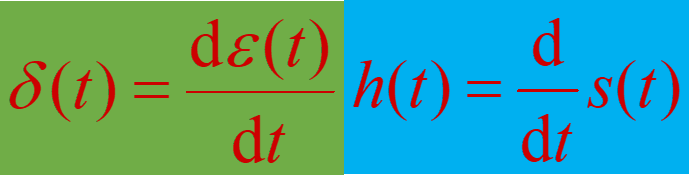 δ(t) = dε(t)/dt
h(t) = d/dt s(t)